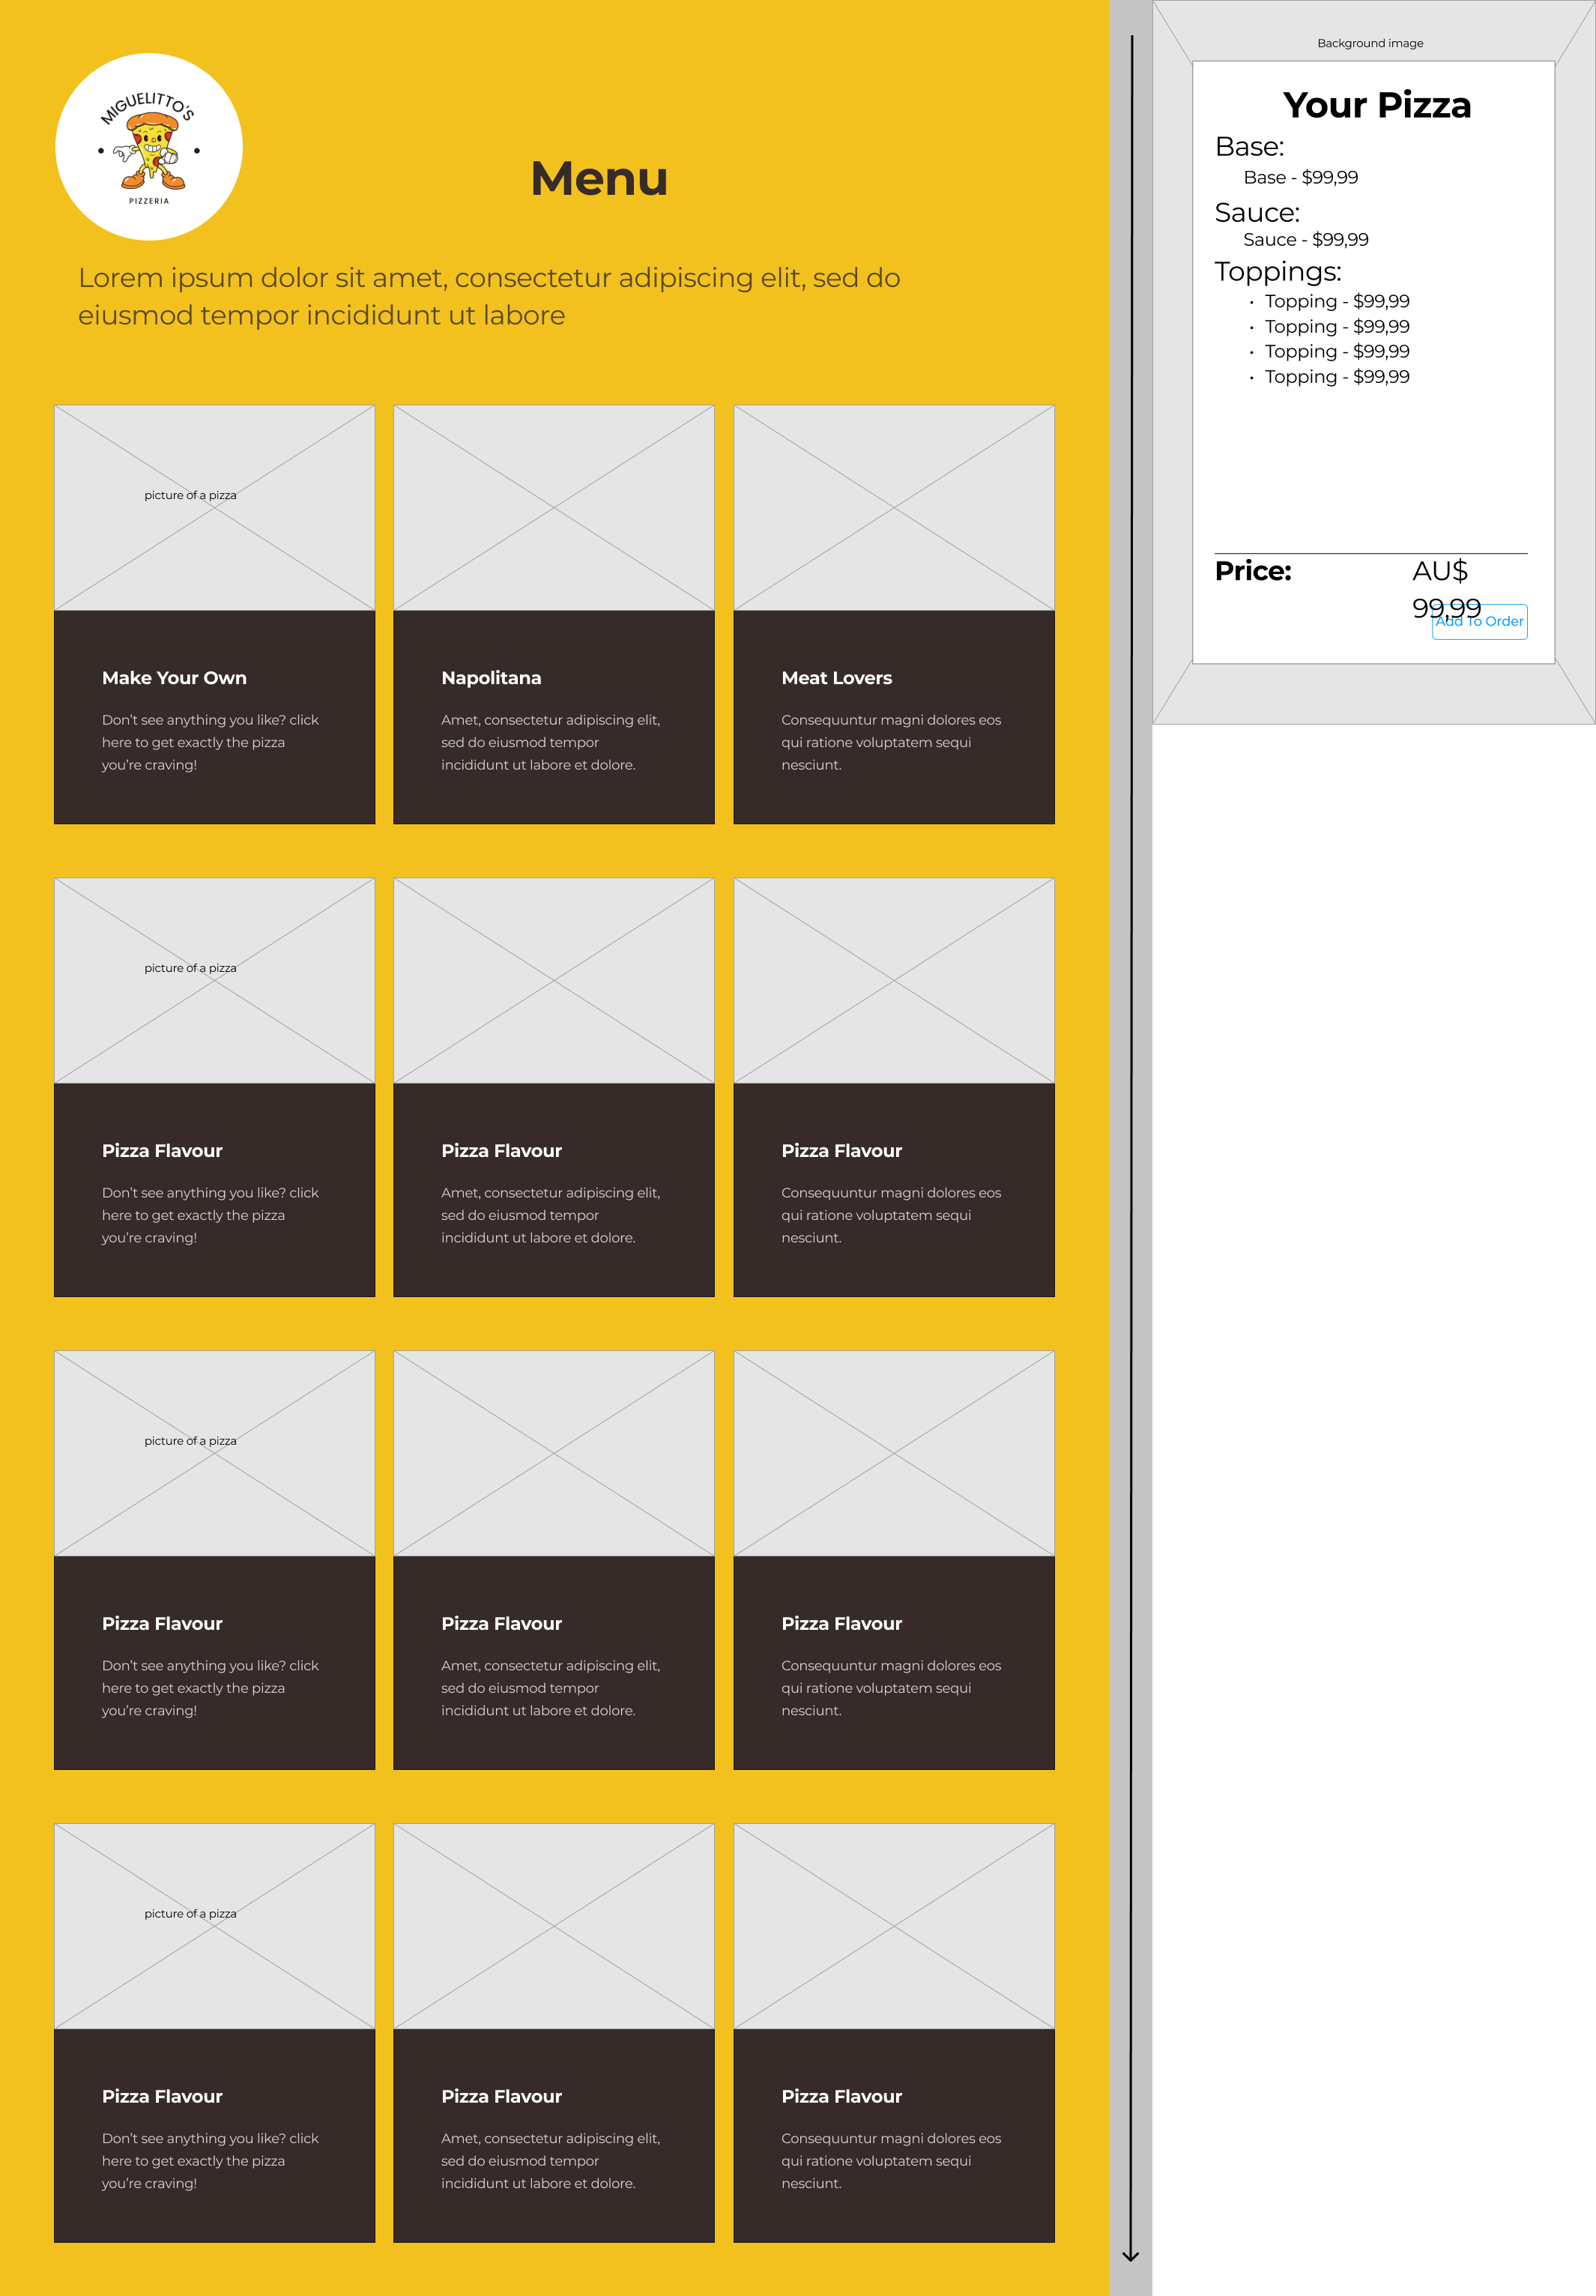 MIGUELITTO'S
PIZZERIA
Menu
Lorem ipsum dolor sit amet, consectetur adipiscing elit, sed do
eiusmod tempor incididunt ut labore
picture of a pizza
Make Your Own
Don’t see anything you like? click
here to get exactly the pizza
you’re craving!
Napolitana
Amet, consectetur adipiscing elit,
sed do eiusmod tempor
incididunt ut labore et dolore.
Meat Lovers
Consequuntur magni dolores eos
qui ratione voluptatem sequi
nesciunt.
picture of a pizza
Pizza Flavour
Don’t see anything you like? click
here to get exactly the pizza
you’re craving!
Pizza Flavour
Amet, consectetur adipiscing elit,
sed do eiusmod tempor
incididunt ut labore et dolore.
Pizza Flavour
Consequuntur magni dolores eos
qui ratione voluptatem sequi
nesciunt.
picture of a pizza
Pizza Flavour
Don’t see anything you like? click
here to get exactly the pizza
you’re craving!
Pizza Flavour
Amet, consectetur adipiscing elit,
sed do eiusmod tempor
incididunt ut labore et dolore.
Pizza Flavour
Consequuntur magni dolores eos
qui ratione voluptatem sequi
nesciunt.
picture of a pizza
Pizza Flavour
Don’t see anything you like? click
here to get exactly the pizza
you’re craving!
Pizza Flavour
Amet, consectetur adipiscing elit,
sed do eiusmod tempor
incididunt ut labore et dolore.
Pizza Flavour
Consequuntur magni dolores eos
qui ratione voluptatem sequi
nesciunt.
Background image
Your Pizza
Base:
Base - $99,99
Sauce:
Sauce - $99,99
Toppings:
• Topping - $99,99
• Topping - $99,99
• Topping - $99,99
• Topping - $99,99
Price:
AU$
99,99
Add To Order